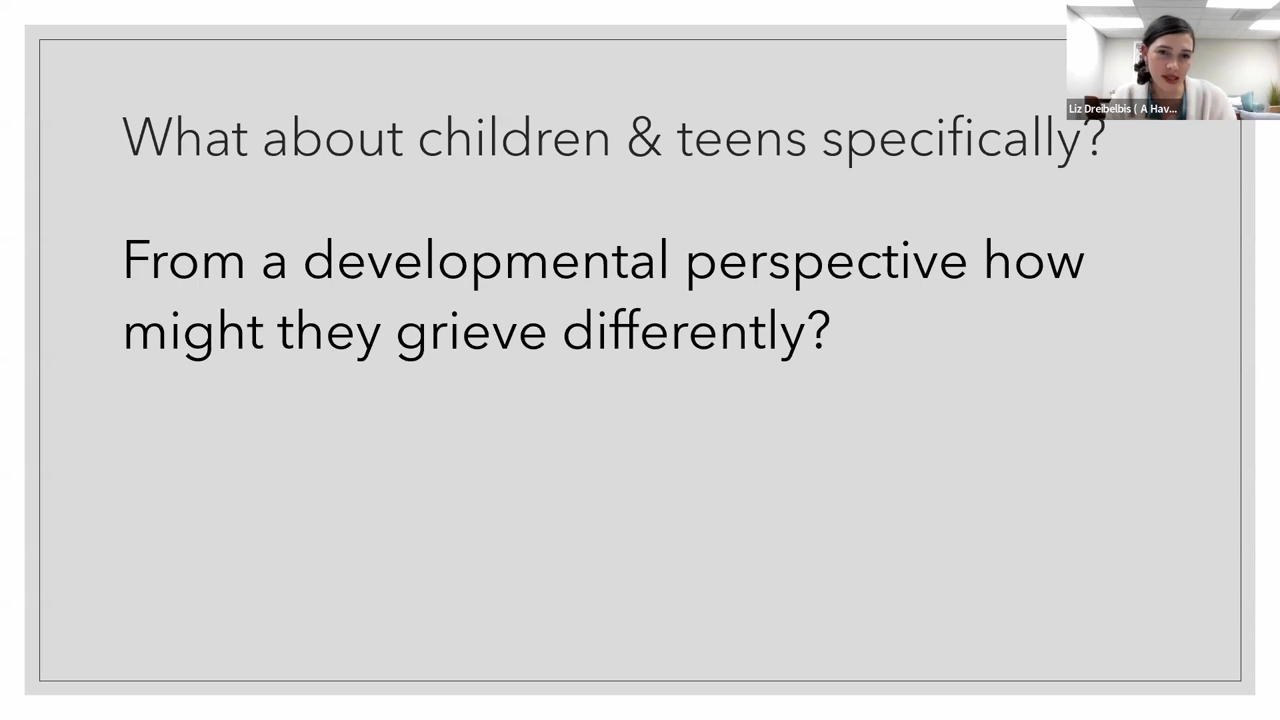 What about children & teens specifically?
From a developmental perspective how
might they grieve differently?
Liz Dreibelbis ( A Hav...